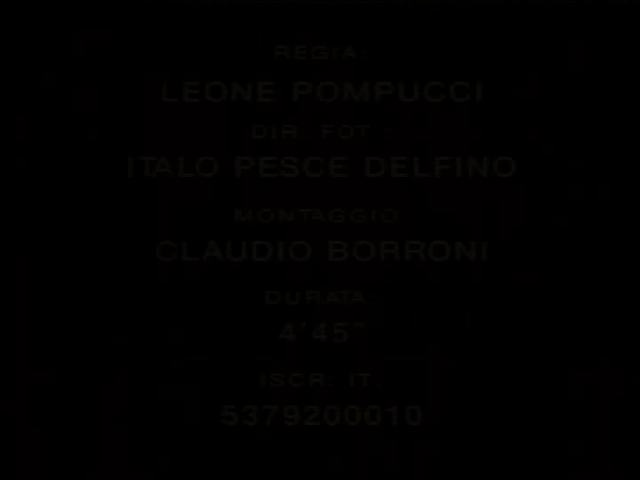 REGIA:
LEONE POMPUCCI
DIR. FOT.:
ITALO PESCE DELFINO
MONTAGGIO
CLAUDIO BORRONI
DURATA:
4'45"
ISCR. IT.
5379200010